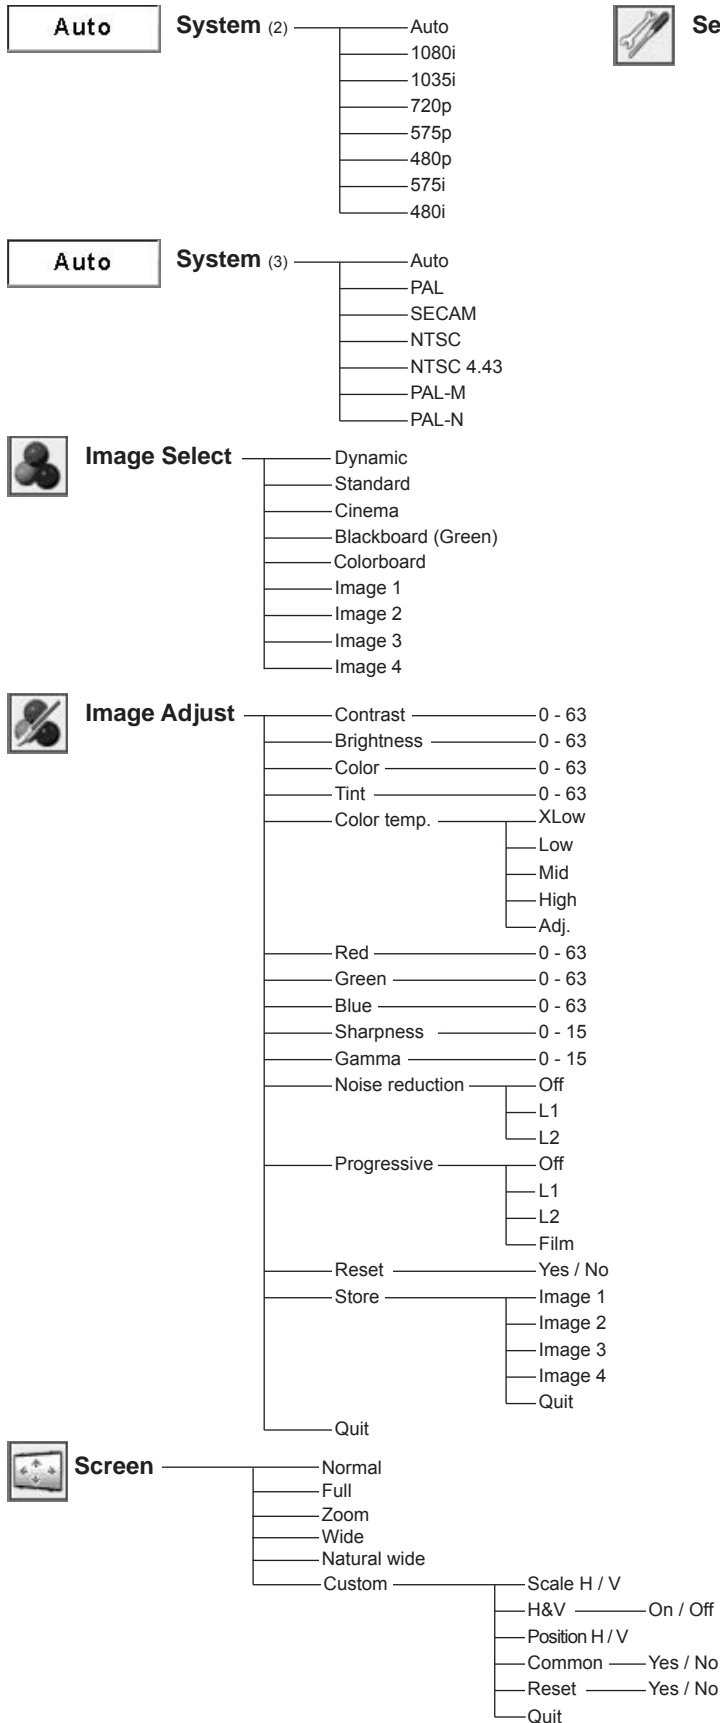 Auto System (2) Auto
1080i
1035i
720p
575p
480p
575i
480i
Se
Auto System (3) Auto
PAL
SECAM
NTSC
NTSC 4.43
PAL-M
PAL-N
Image Select Dynamic
Standard
Cinema
Blackboard (Green)
Colorboard
Image 1
Image 2
Image 3
Image 4
Image Adjust Contrast 0 - 63
Brightness 0 - 63
Color 0 - 63
Tint 0 - 63
Color temp. XLow
Low
Mid
High
Adj.
Red 0 - 63
Green 0 - 63
Blue 0 - 63
Sharpness 0 - 15
Gamma 0 - 15
Noise reduction Off
L1
L2
Progressive Off
L1
L2
Film
Reset Yes / No
Store Image 1
Image 2
Image 3
Image 4
Quit
Quit
Screen Normal
Full
Zoom
Wide
Natural wide
Custom Scale H / V
H&V On / Off
Position H / V
Common Yes / No
Reset Yes / No
Quit